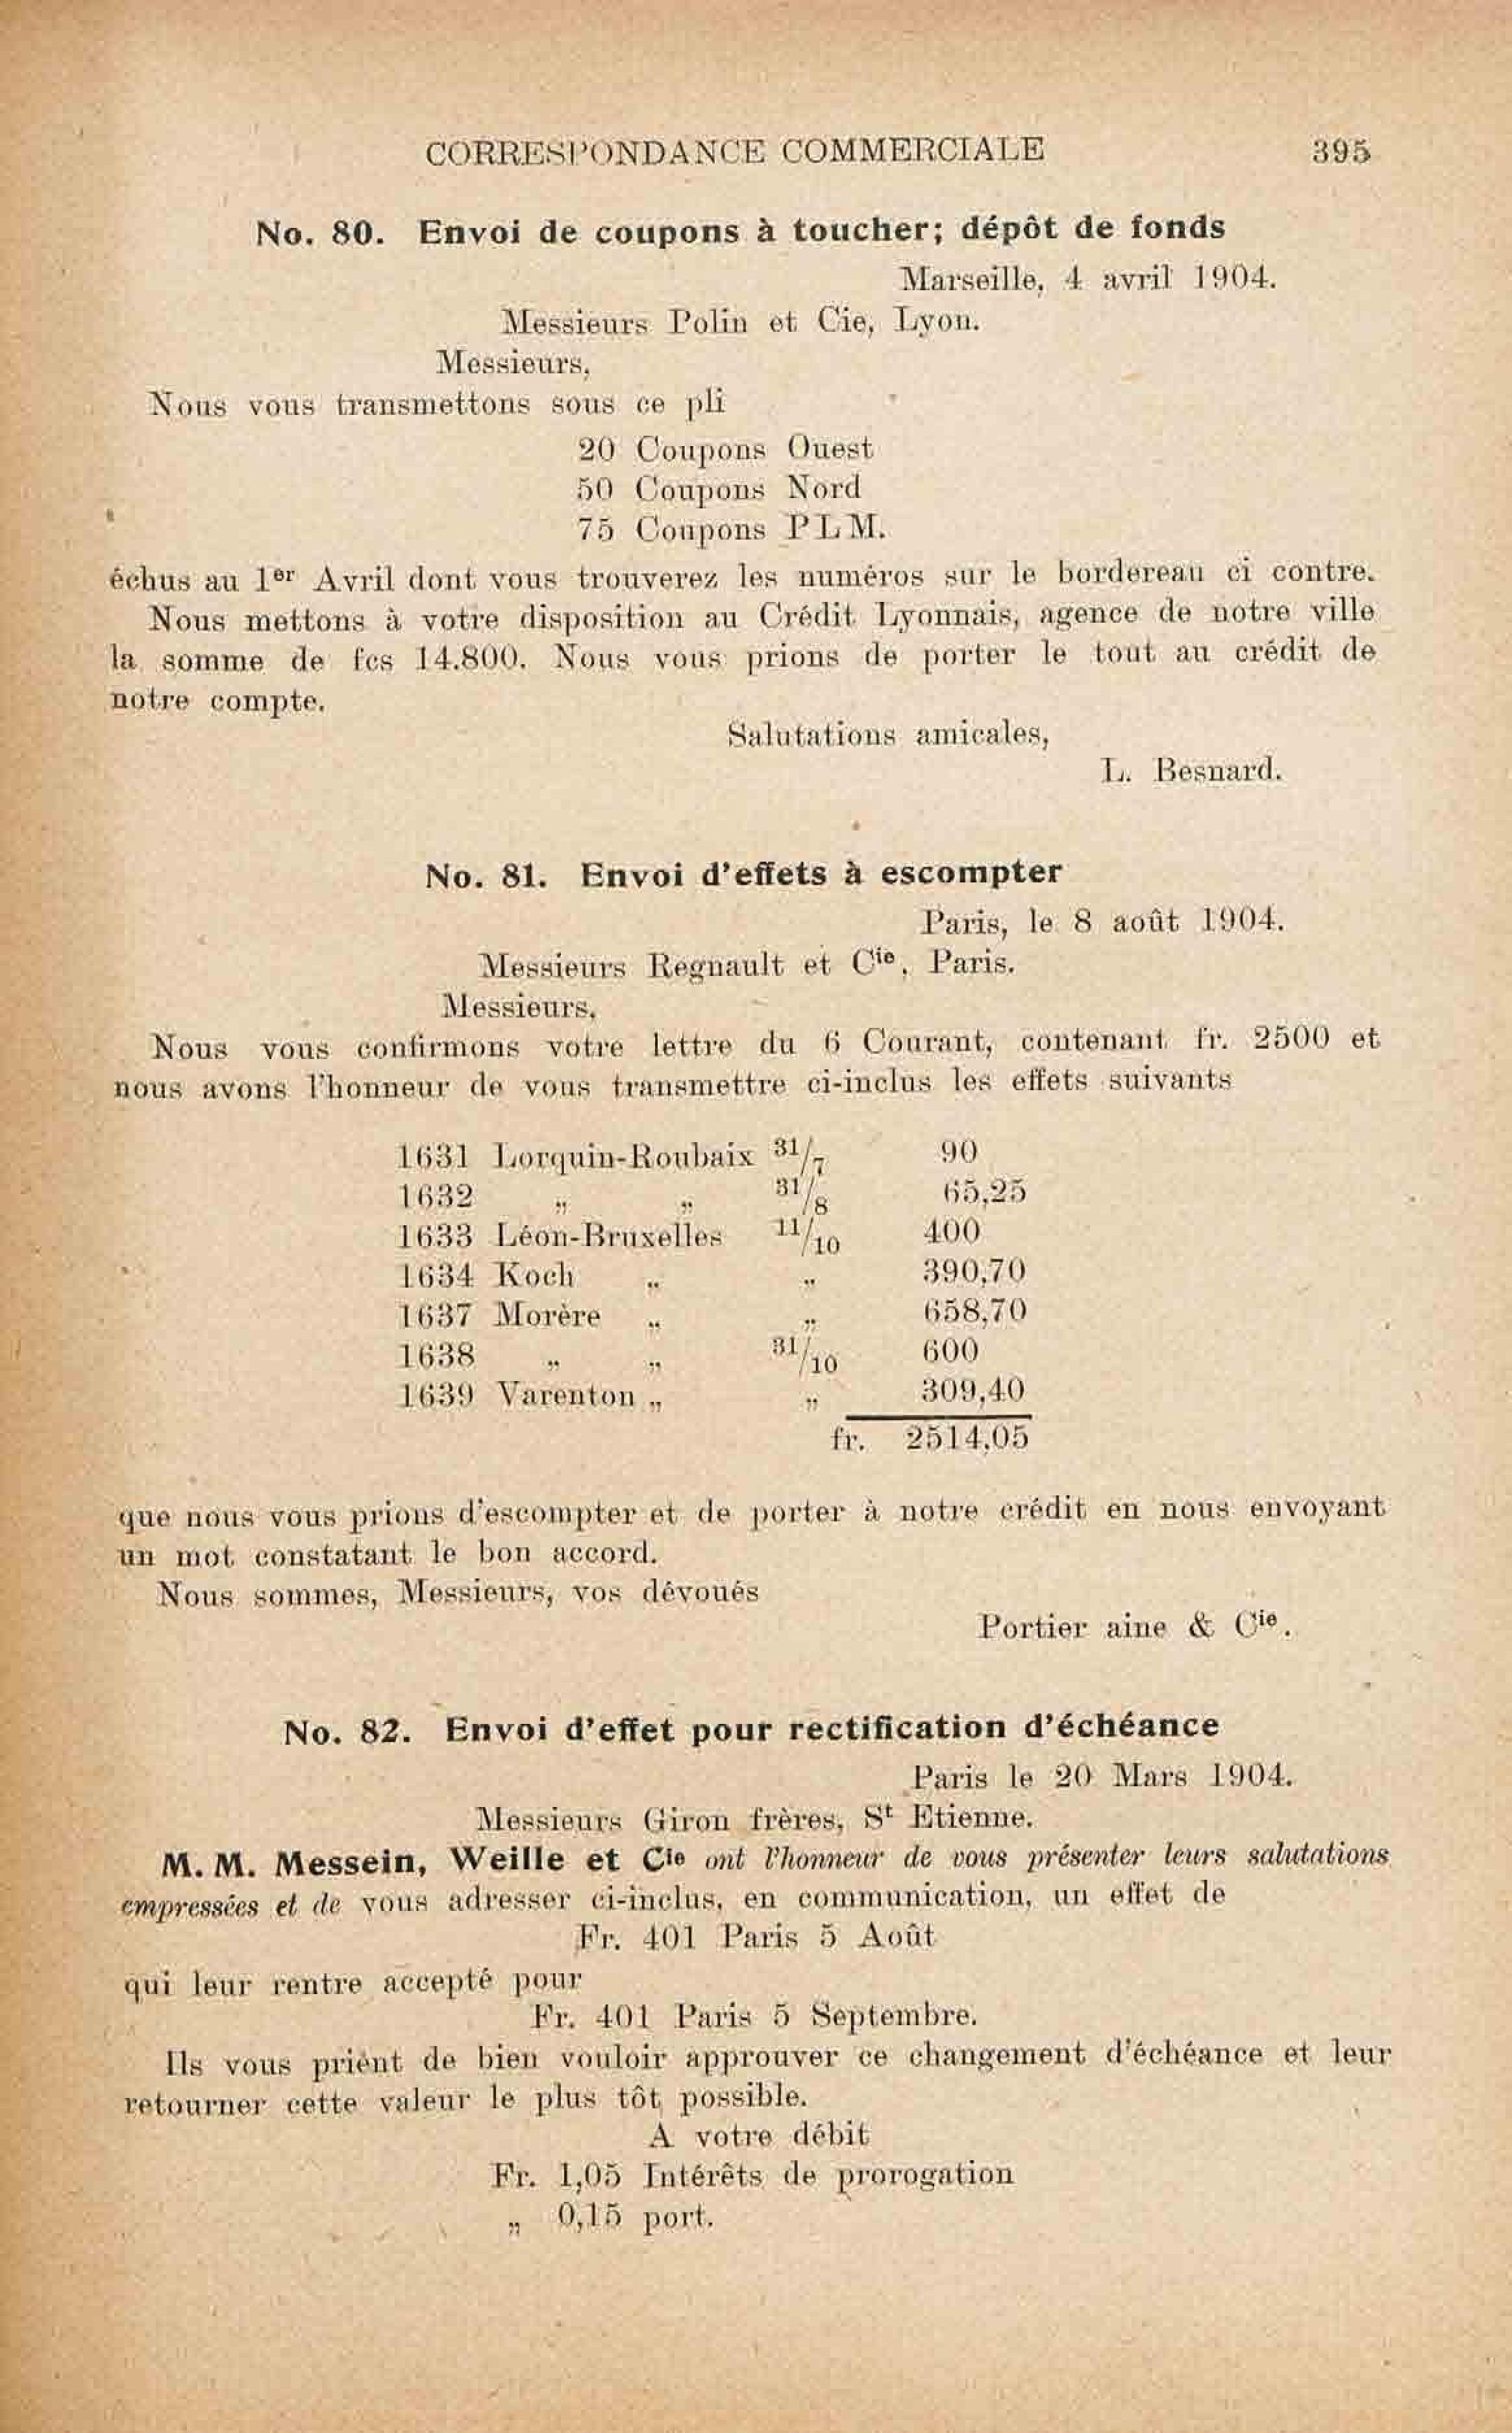 CORRESPONDANCE COMMERCIALE 395
No. 80. Envoi de coupons à toucher; dépôt de fonds
Marseille, 4 avril 1904.
Messieurs Polin et Cie, Lyon.
Messieurs,
Nous vous transmettons sous ce pli
20 Coupons Ouest
50 Coupons Nord
75 Coupons PLM.
échus au 1er Avril dont vous trouverez les numéros sur le bordereau ci contre.
Nous mettons à votre disposition au Crédit Lyonnais, agence de notre ville
la somme de fcs 14.800. Nous vous prions de porter le tout au crédit de
notre compte.
Salutations amicales,
L. Besnard.
No. 81. Envoi d'effets à escompter
Paris, le 8 août 1904.
Messieurs Regnault et Cie, Paris.
Messieurs,
Nous vous confirmons votre lettre du 6 Courant, contenant fr. 2500 et
nous avons l'honneur de vous transmettre ci-inclus les effets suivants
1631 Lorquin-Roubaix 31/7 90
1632 „ „ 31/8 65,25
1633 Léon-Bruxelles 11/10 400
1634 Koch „ „ 390,70
1637 Morère „ „ 658,70
1638 „ „ 31/10 600
1639 Varenton „ „ 309,40
fr. 2514,05
que nous vous prions d'escompter et de porter à notre crédit en nous envoyant
un mot constatant le bon accord.
Nous sommes, Messieurs, vos dévoués
Portier aine & Cie.
No. 82. Envoi d'effet pour rectification d'échéance
Paris le 20 Mars 1904.
Messieurs Giron frères, St Etienne.
M. M. Messein, Weille et Cie ont l'honneur de vous présenter leurs salutations
empressées et de vous adresser ci-inclus, en communication, un effet de
Fr. 401 Paris 5 Août
qui leur rentre accepté pour
Fr. 401 Paris 5 Septembre.
Ils vous prient de bien vouloir approuver ce changement d'échéance et leur
retourner cette valeur le plus tôt possible.
A votre débit
Fr. 1,05 Intérêts de prorogation
„ 0,15 port.